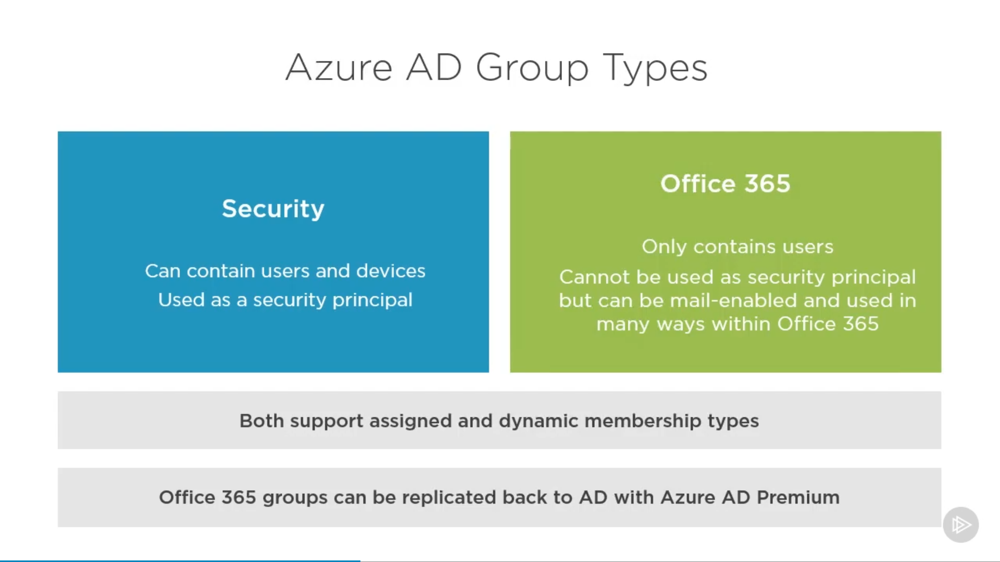 Azure AD Group Types
Security
Can contain users and devices
Used as a security principal
Office 365
Only contains users
Cannot be used as security principal
but can be mail-enabled and used in
many ways within Office 365
Both support assigned and dynamic membership types
Office 365 groups can be replicated back to AD with Azure AD Premium